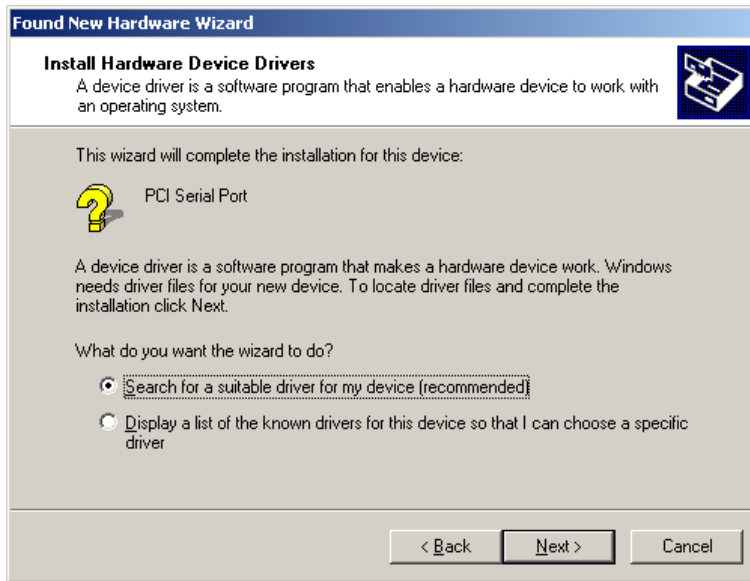 Found New Hardware Wizard
Install Hardware Device Drivers
A device driver is a software program that enables a hardware device to work with
an operating system.
This wizard will complete the installation for this device:
PCI Serial Port
A device driver is a software program that makes a hardware device work. Windows
needs driver files for your new device. To locate driver files and complete the
installation click Next.
What do you want the wizard to do?
Search for a suitable driver for my device (recommended)
Display a list of the known drivers for this device so that I can choose a specific
driver
< Back Next > Cancel